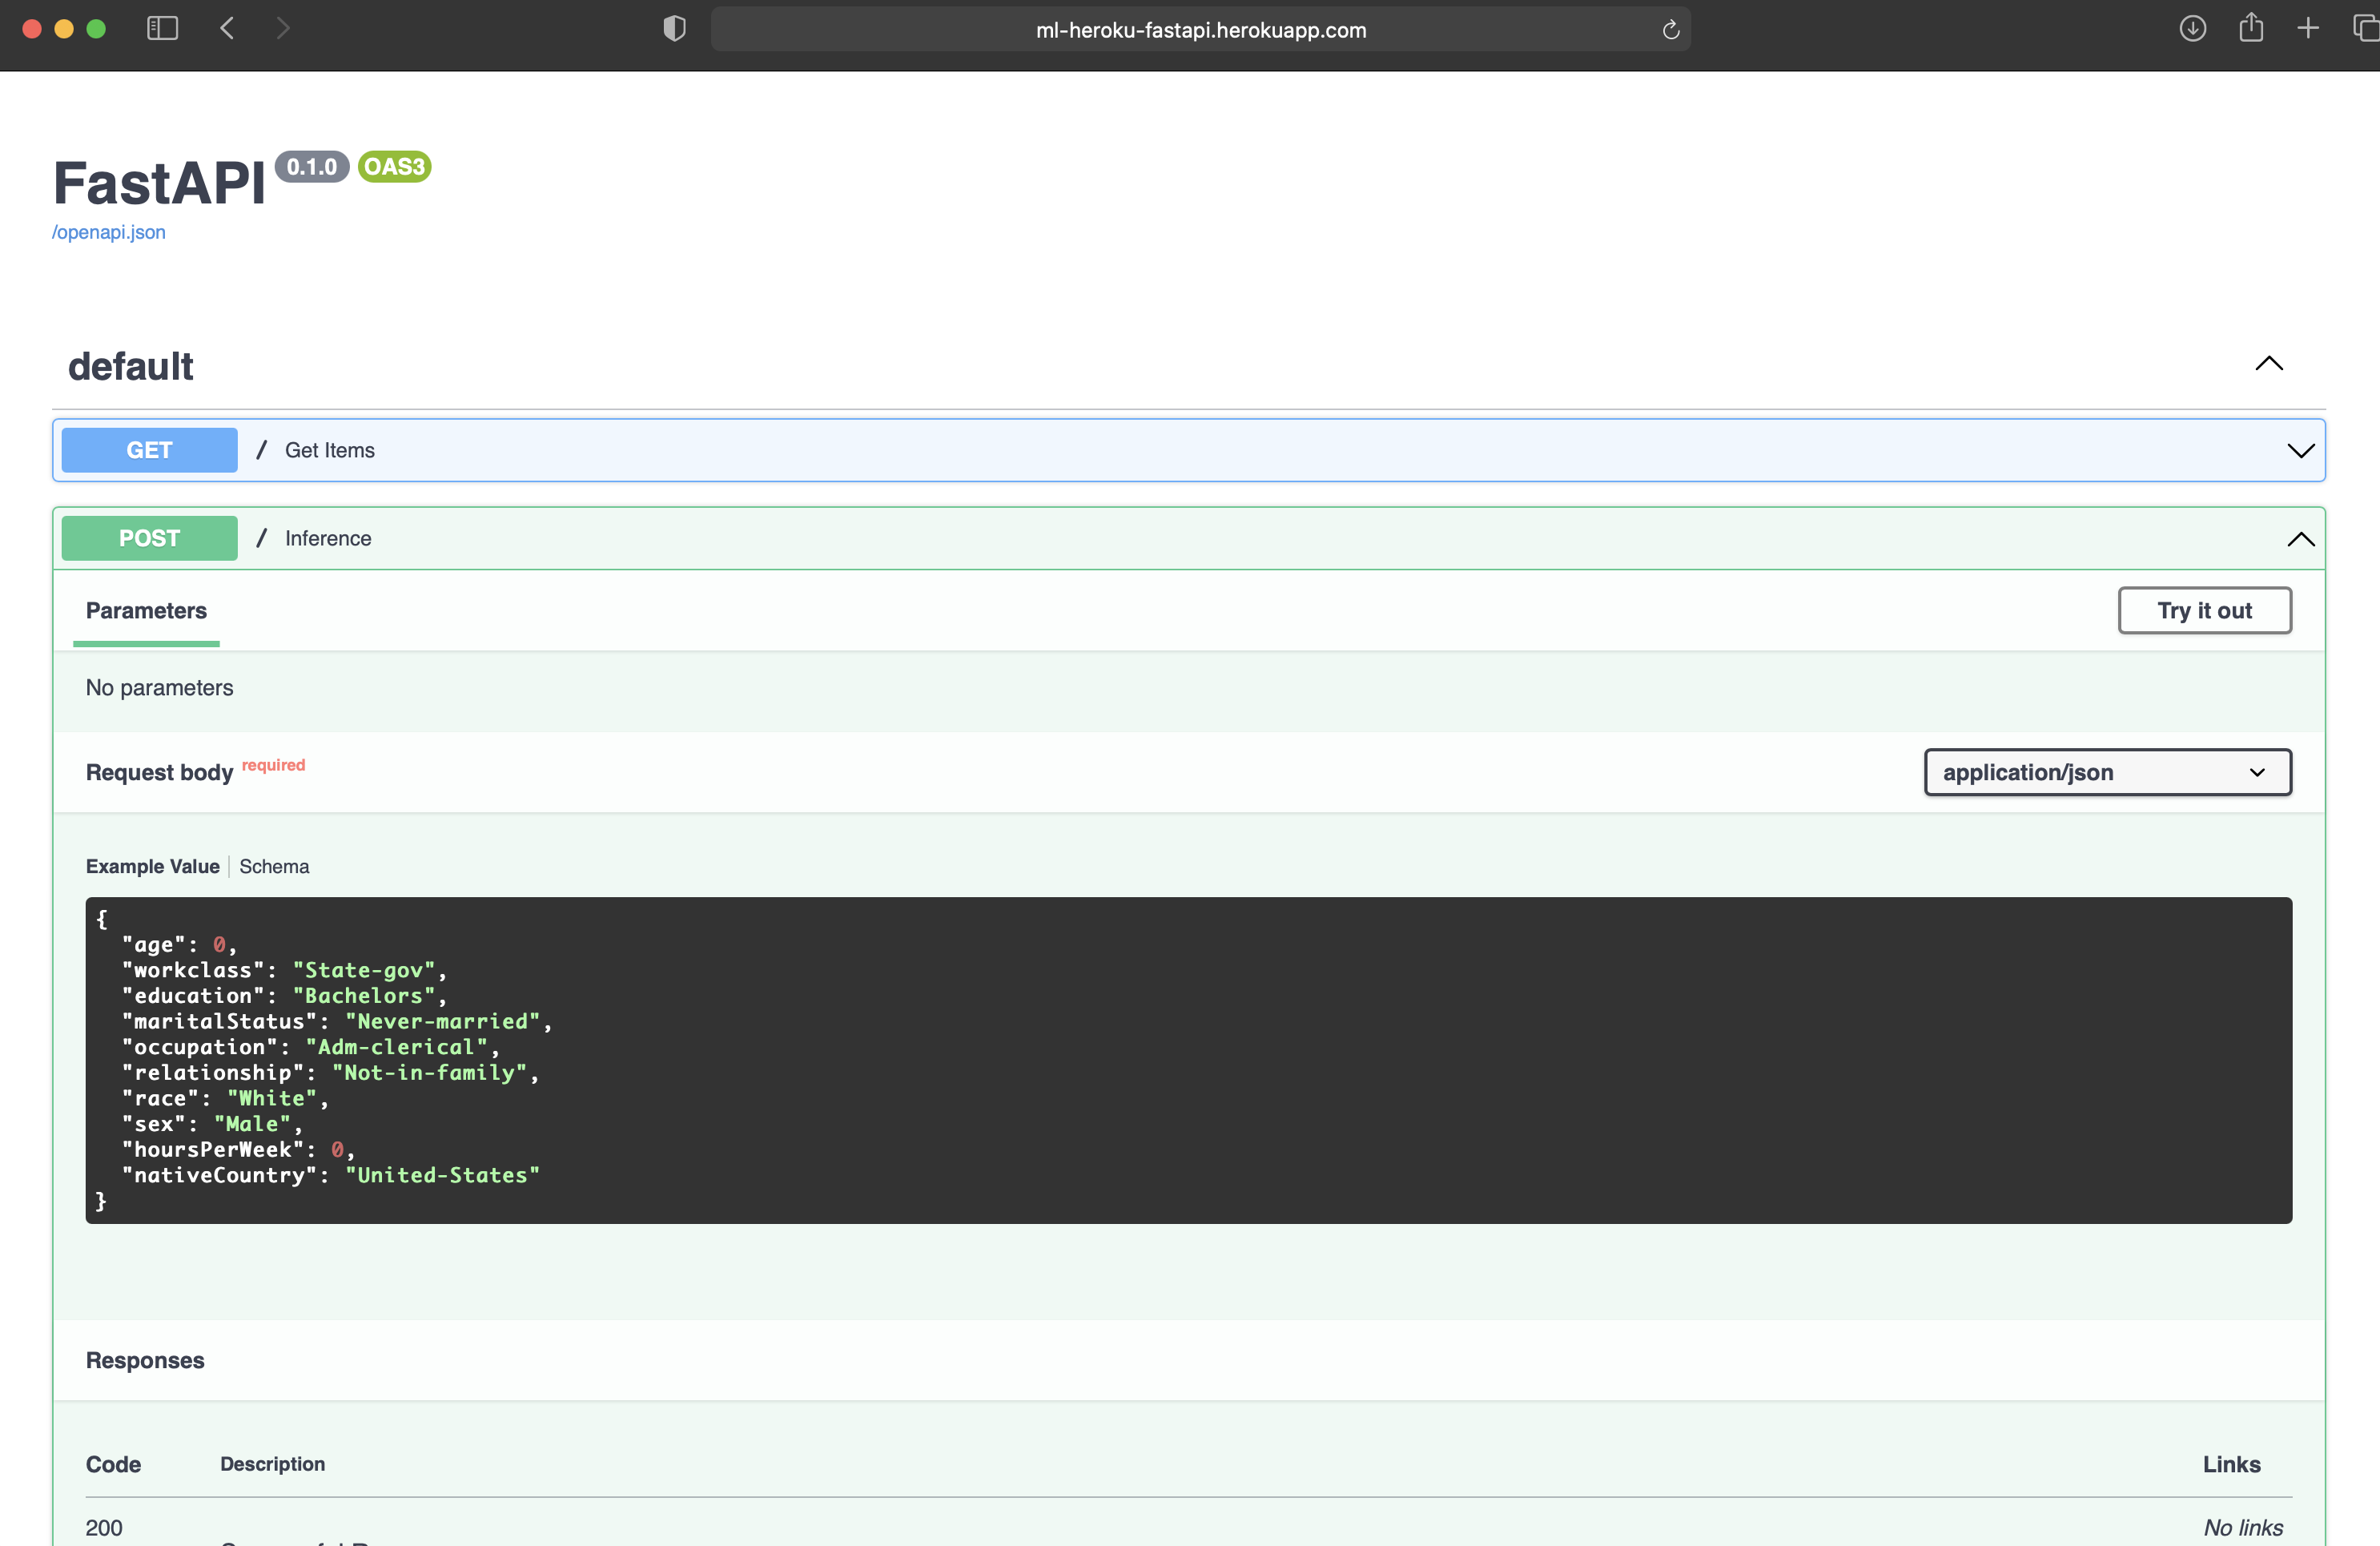 ml-heroku-fastapi.herokuapp.com
FastAPI 0.1.0 OAS3
/openapi.json
default
GET / Get Items
POST / Inference
Parameters
Try it out
No parameters
Request body required
application/json
Example Value Schema
{
"age": 0,
"workclass": "State-gov",
"education": "Bachelors",
"maritalStatus": "Never-married",
"occupation": "Adm-clerical",
"relationship": "Not-in-family",
"race": "White",
"sex": "Male",
"hoursPerWeek": 0,
"nativeCountry": "United-States"
}
Responses
Code Description Links
200 No links